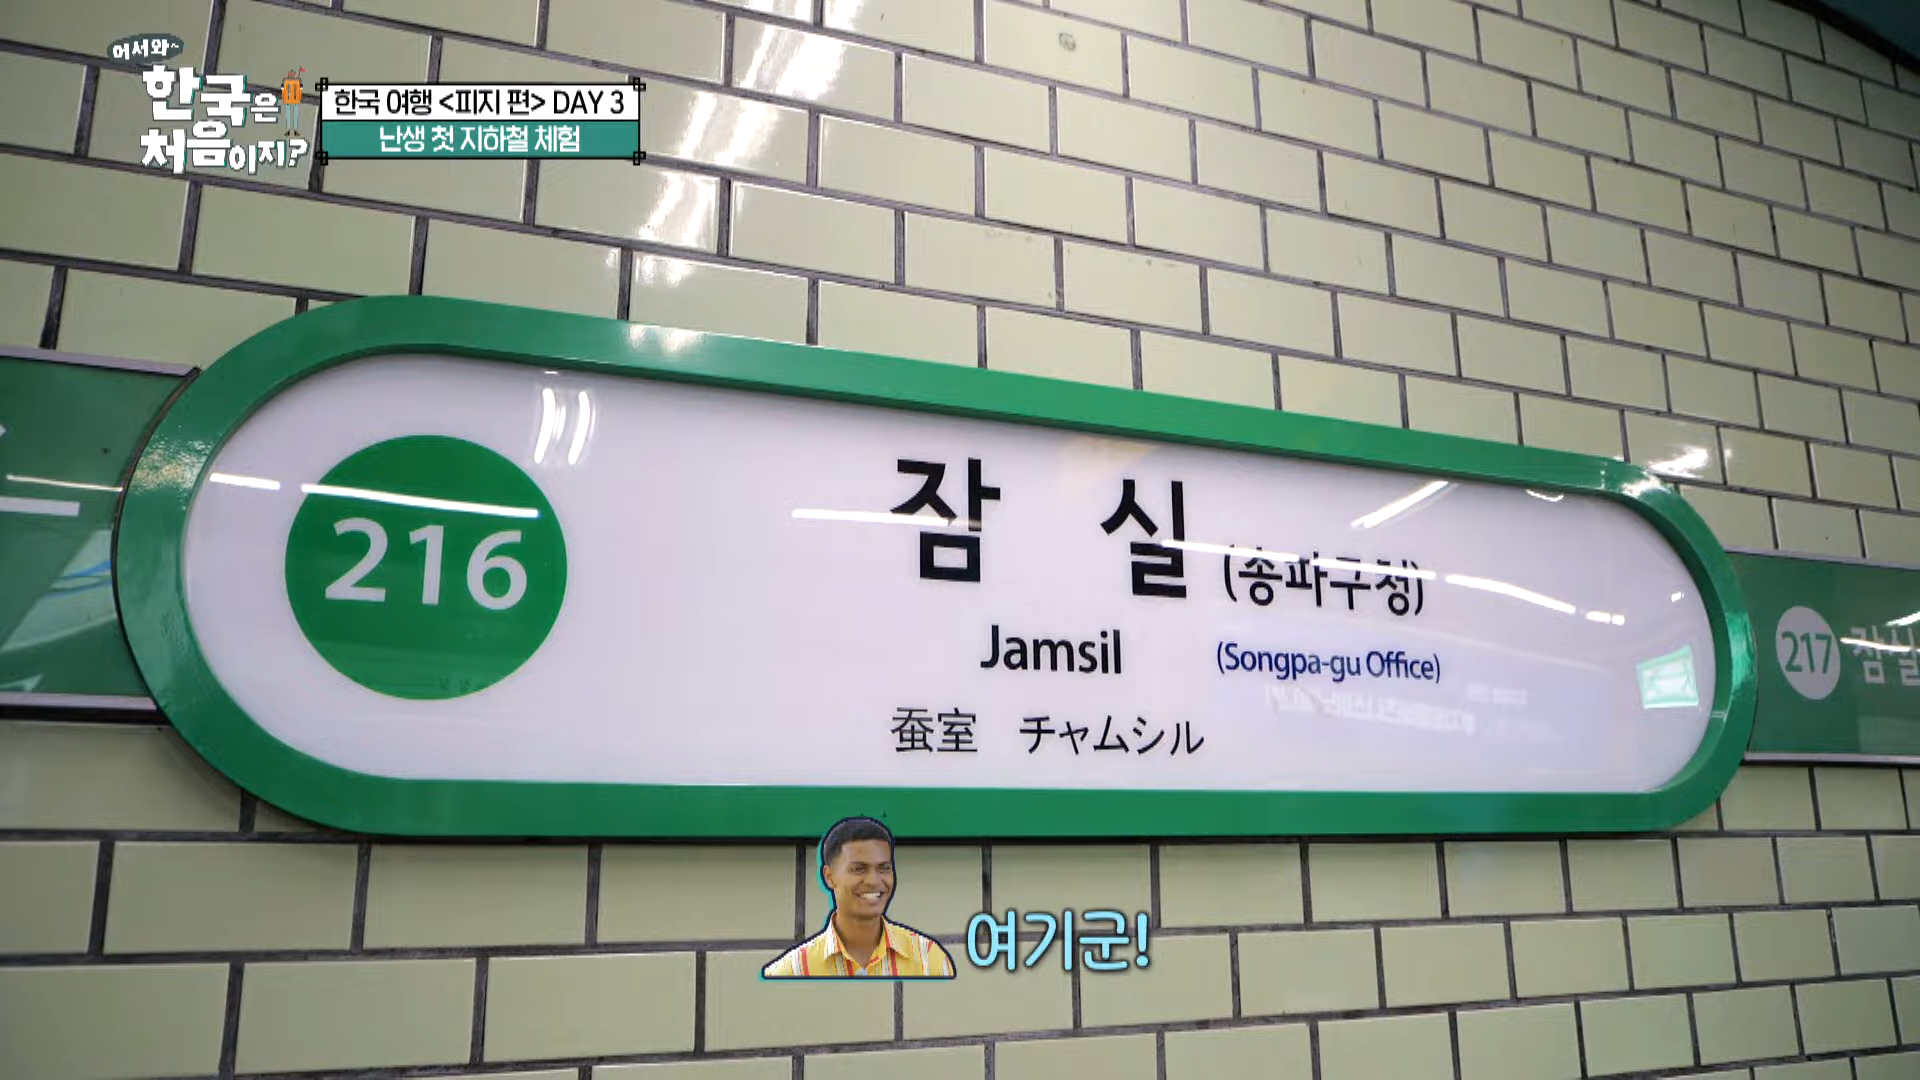 어서와~
한국은
처음이지?
한국 여행 <피지 편> DAY 3
난생 첫 지하철 체험
216
잠실 (송파구청)
Jamsil (Songpa-gu Office)
蚕室 チャムシル
217 잠실
여기군!